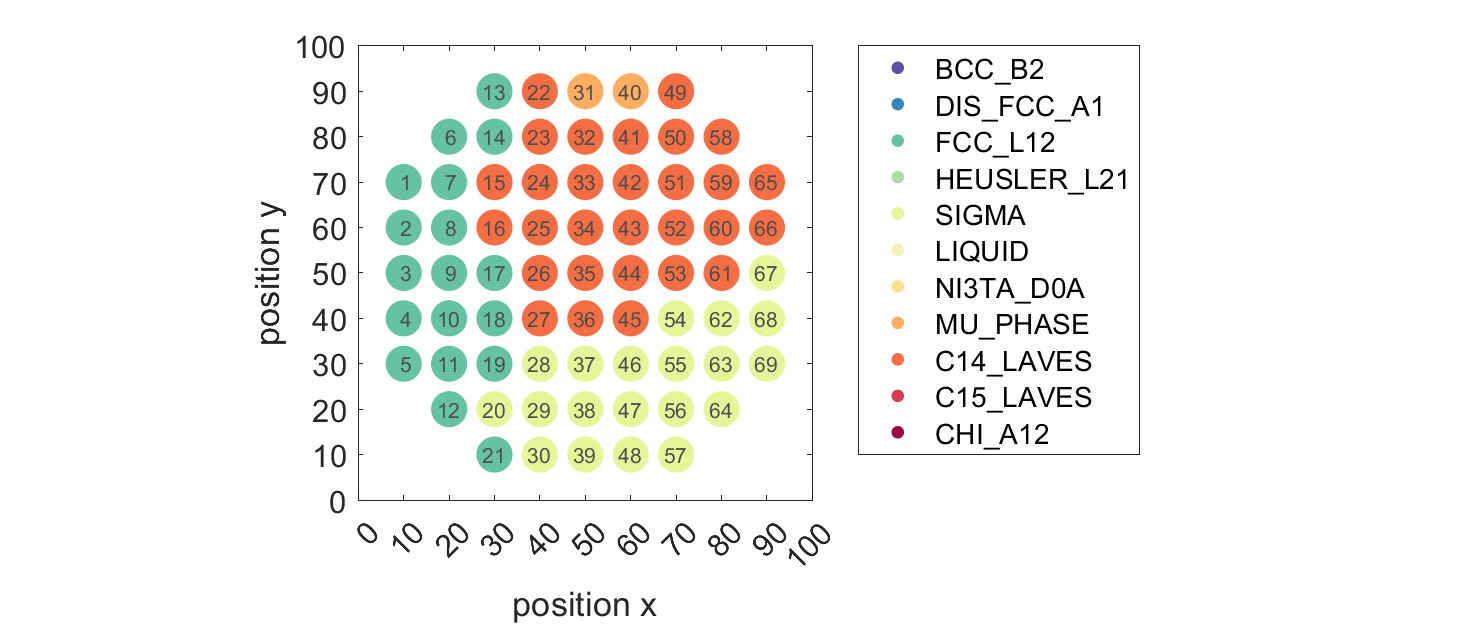 100
90
80
70
60
50
40
30
20
10
0
position y
13 22 31 40 49
6 14 23 32 41 50 58
1 7 15 24 33 42 51 59 65
2 8 16 25 34 43 52 60 66
3 9 17 26 35 44 53 61 67
4 10 18 27 36 45 54 62 68
5 11 19 28 37 46 55 63 69
12 20 29 38 47 56 64
21 30 39 48 57
0 10 20 30 40 50 60 70 80 90 100
position x
BCC_B2
DIS_FCC_A1
FCC_L12
HEUSLER_L21
SIGMA
LIQUID
NI3TA_D0A
MU_PHASE
C14_LAVES
C15_LAVES
CHI_A12